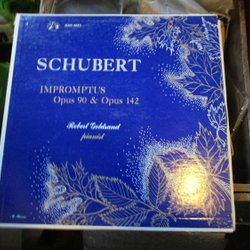 SCHUBERT
IMPROMPTUS
Opus 90 & Opus 142
Robert Goldsand
pianist